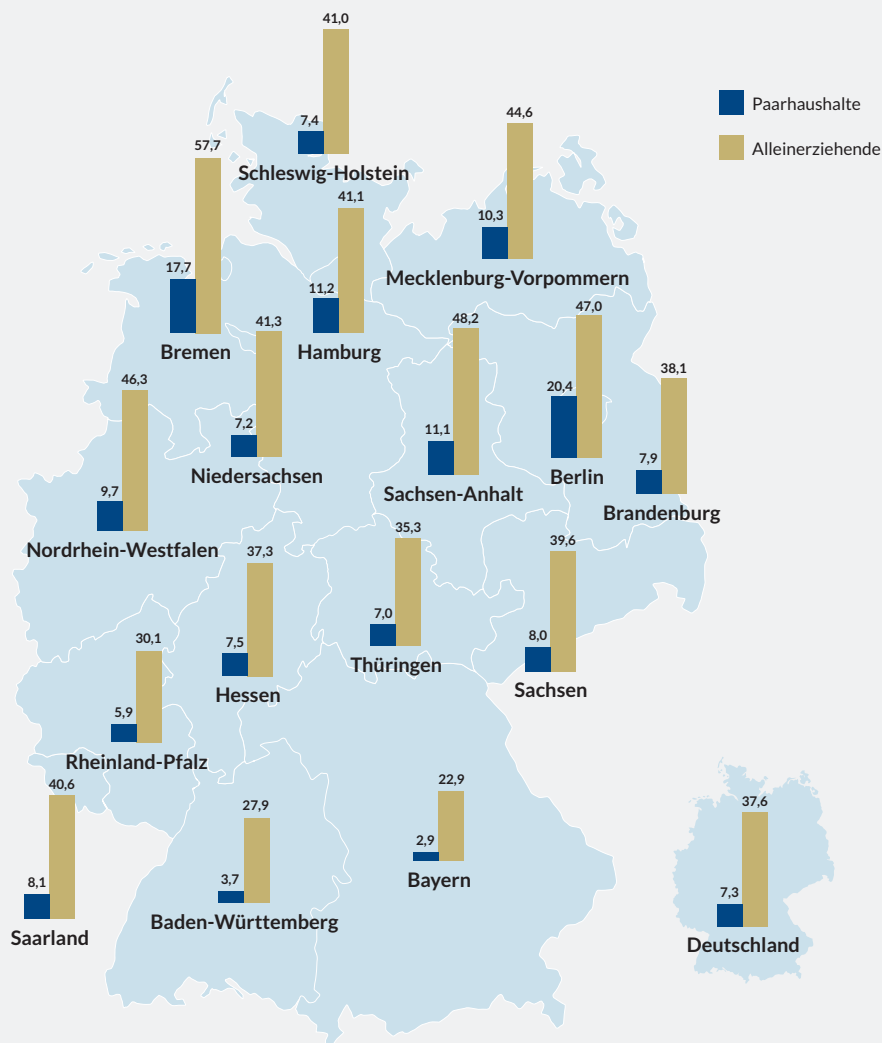 41,0
7,4
Schleswig-Holstein
Paarhaushalte
Alleinerziehende
44,6
10,3
Mecklenburg-Vorpommern
57,7
17,7
Bremen
41,1
11,2
Hamburg
41,3
7,2
Niedersachsen
48,2
11,1
Sachsen-Anhalt
47,0
20,4
Berlin
38,1
7,9
Brandenburg
46,3
9,7
Nordrhein-Westfalen
37,3
7,5
Hessen
35,3
7,0
Thüringen
39,6
8,0
Sachsen
30,1
5,9
Rheinland-Pfalz
40,6
8,1
Saarland
27,9
3,7
Baden-Württemberg
22,9
2,9
Bayern
37,6
7,3
Deutschland